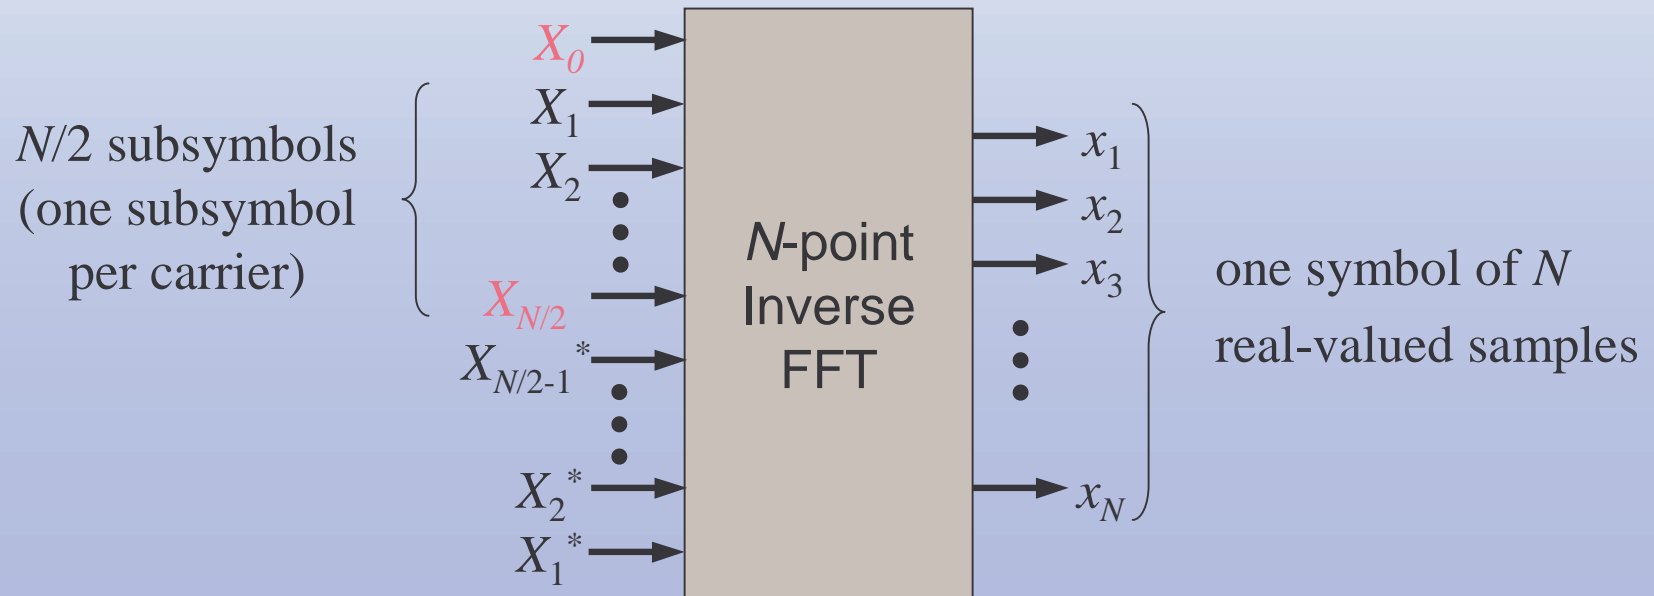 X0
X1
X2
XN/2
XN/2-1*
X2*
X1*
N/2 subsymbols
(one subsymbol
per carrier)
N-point
Inverse
FFT
x1
x2
x3
xN
one symbol of N
real-valued samples